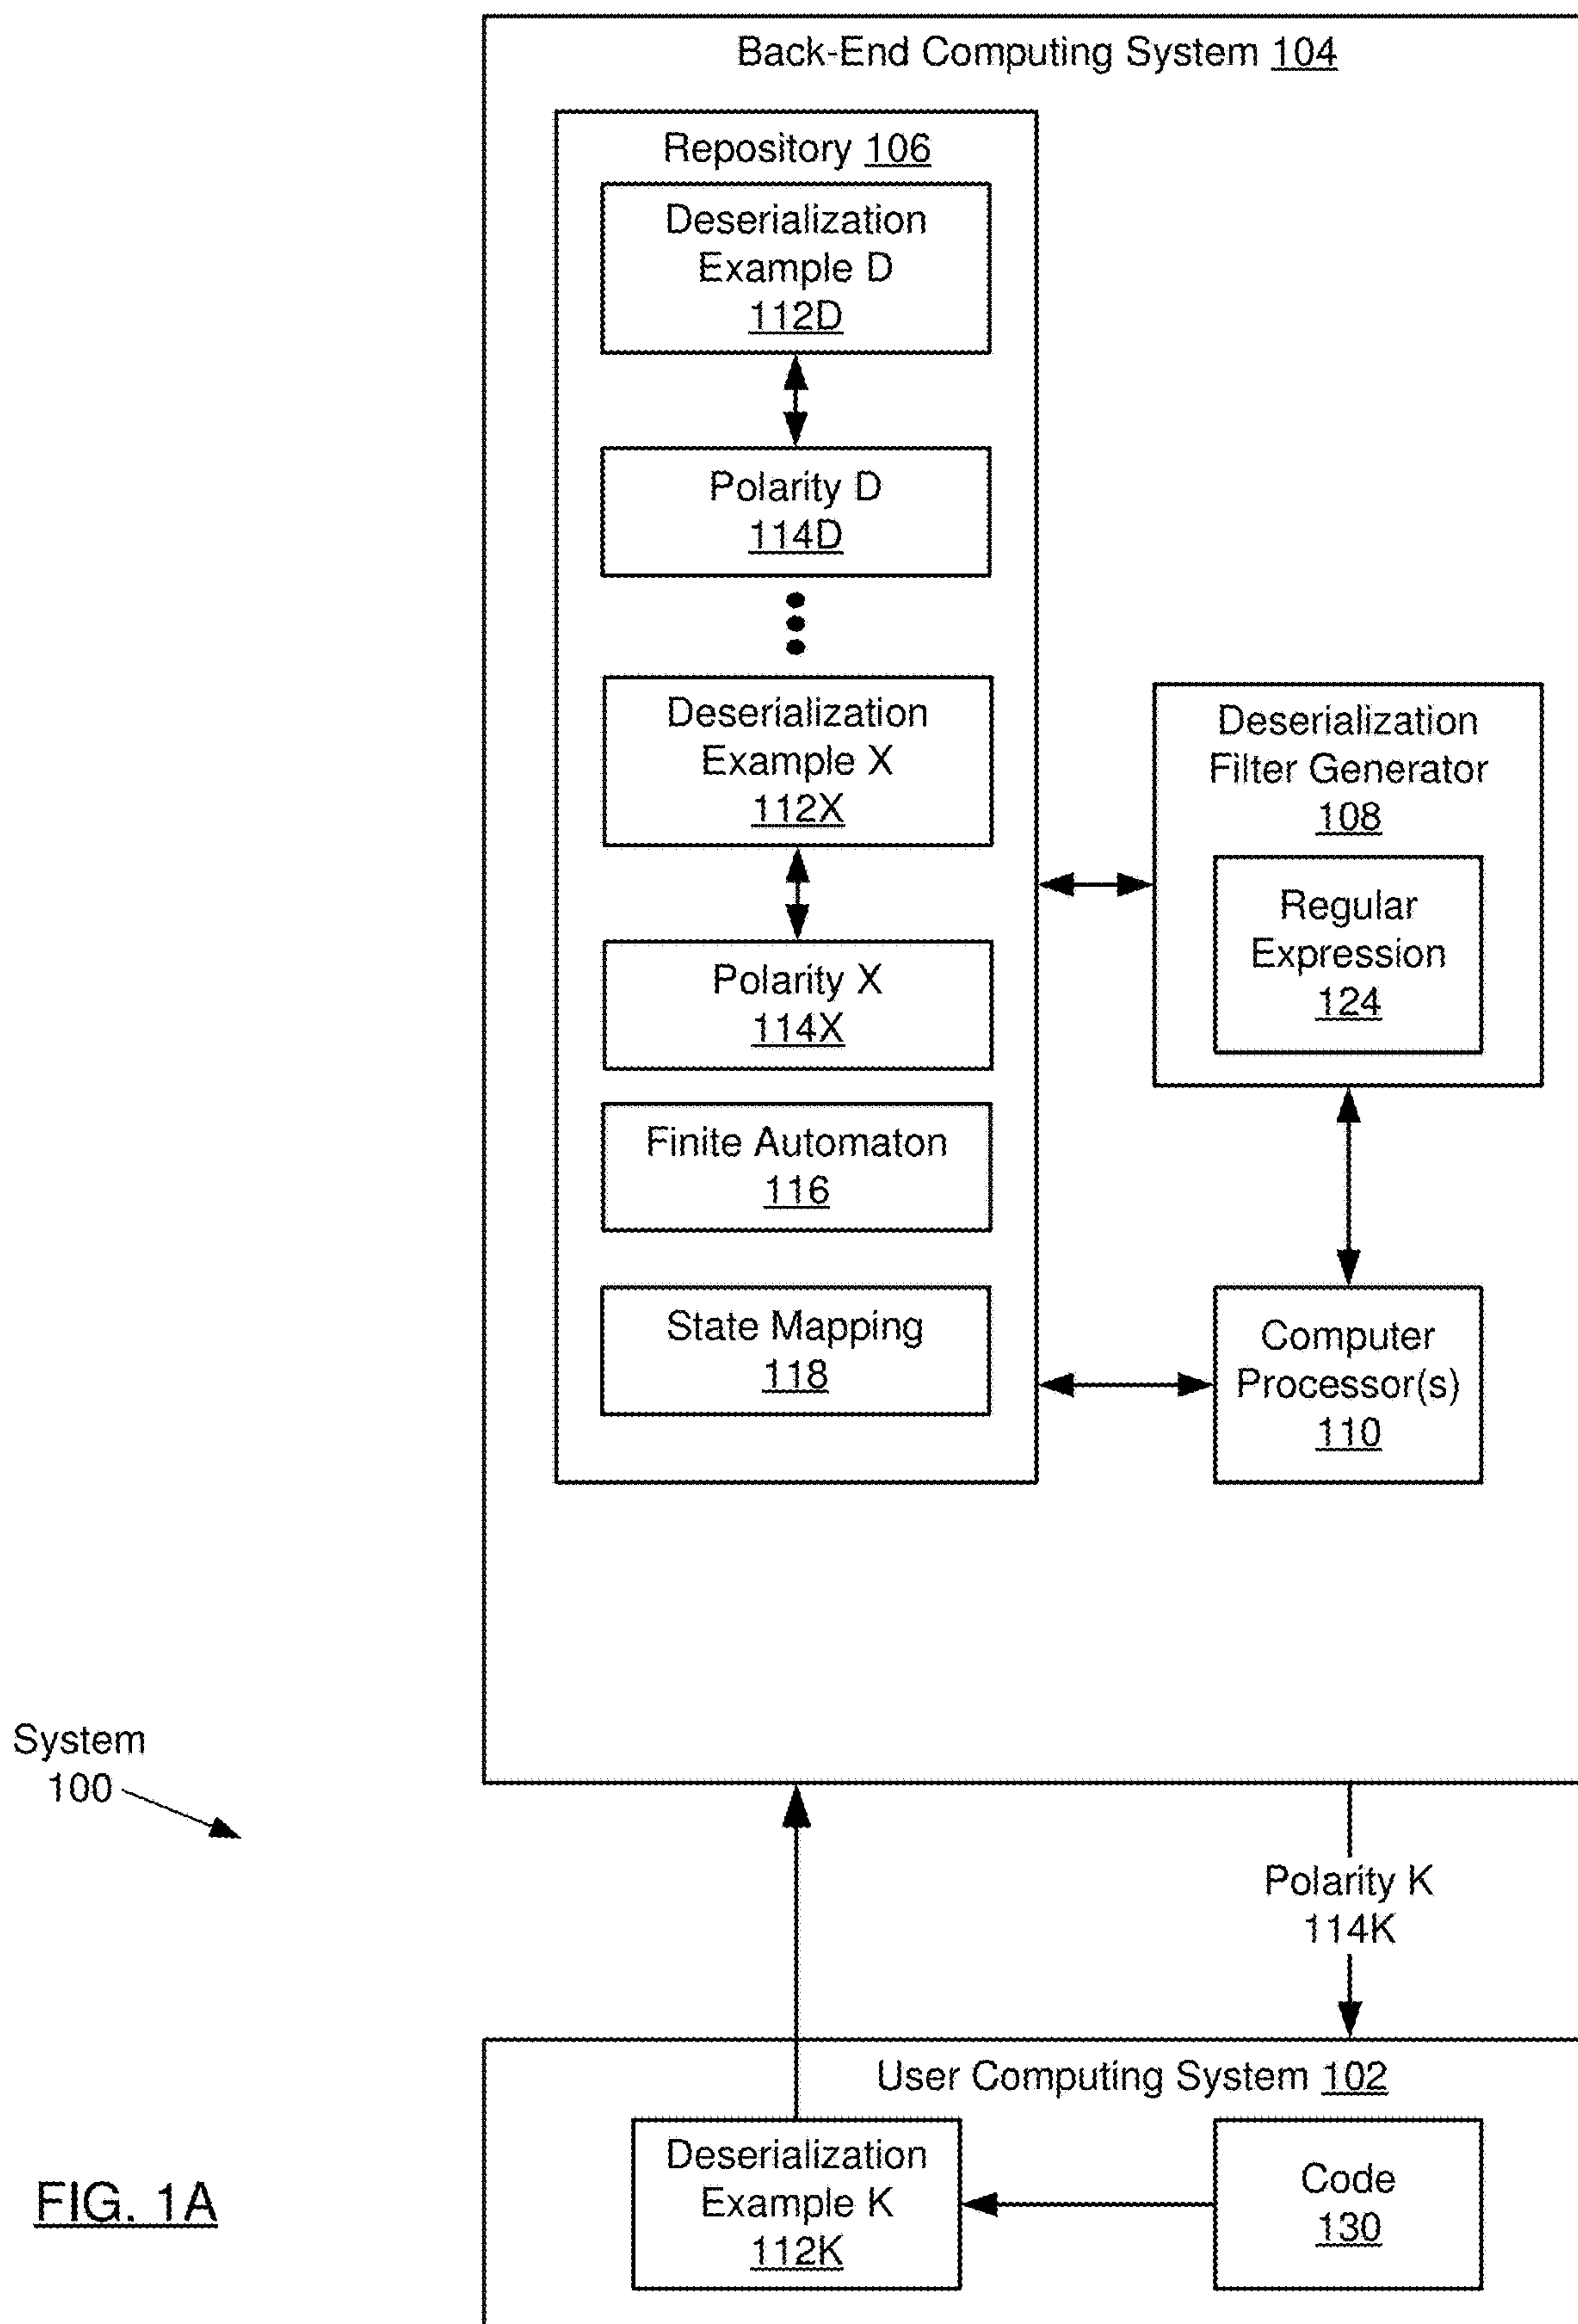 Back-End Computing System 104
Repository 106
Deserialization
Example D
112D
Polarity D
114D
Deserialization
Example X
112X
Polarity X
114X
Finite Automaton
116
State Mapping
118
Deserialization
Filter Generator
108
Regular
Expression
124
Computer
Processor(s)
110
System
100
Polarity K
114K
User Computing System 102
Deserialization
Example K
112K
Code
130
FIG. 1A